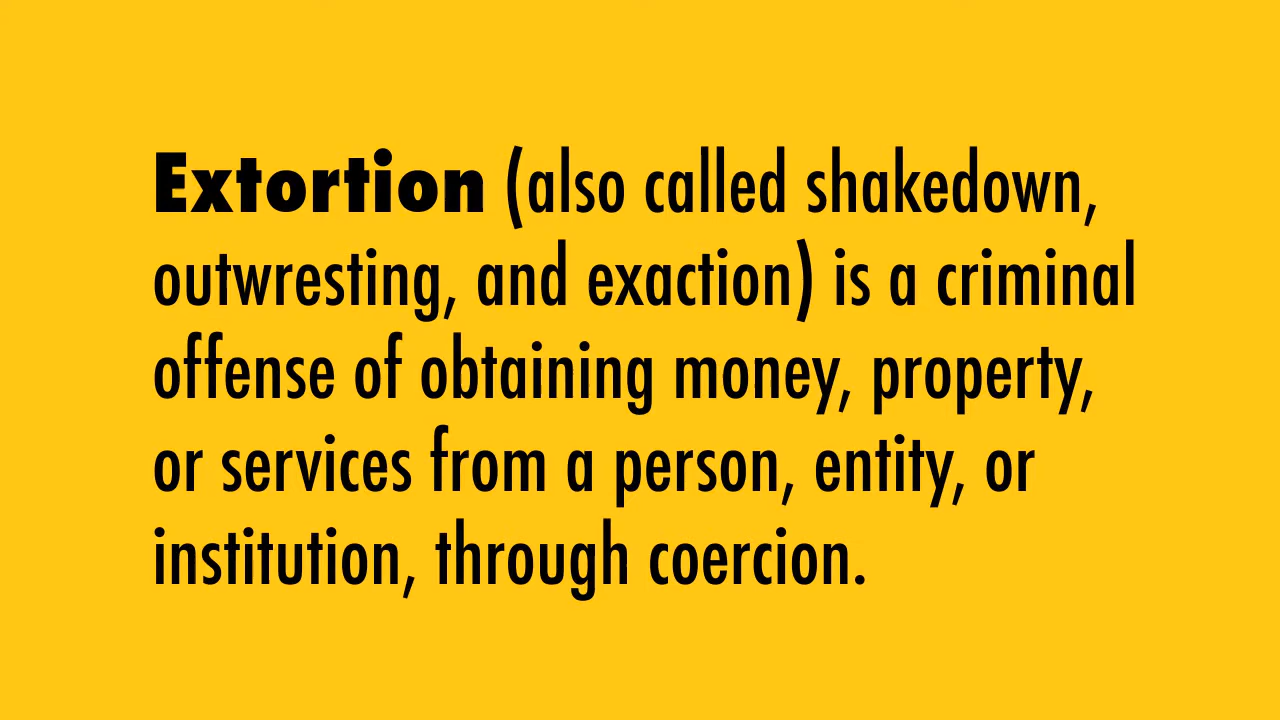 Extortion (also called shakedown,
outwresting, and exaction) is a criminal
offense of obtaining money, property,
or services from a person, entity, or
institution, through coercion.